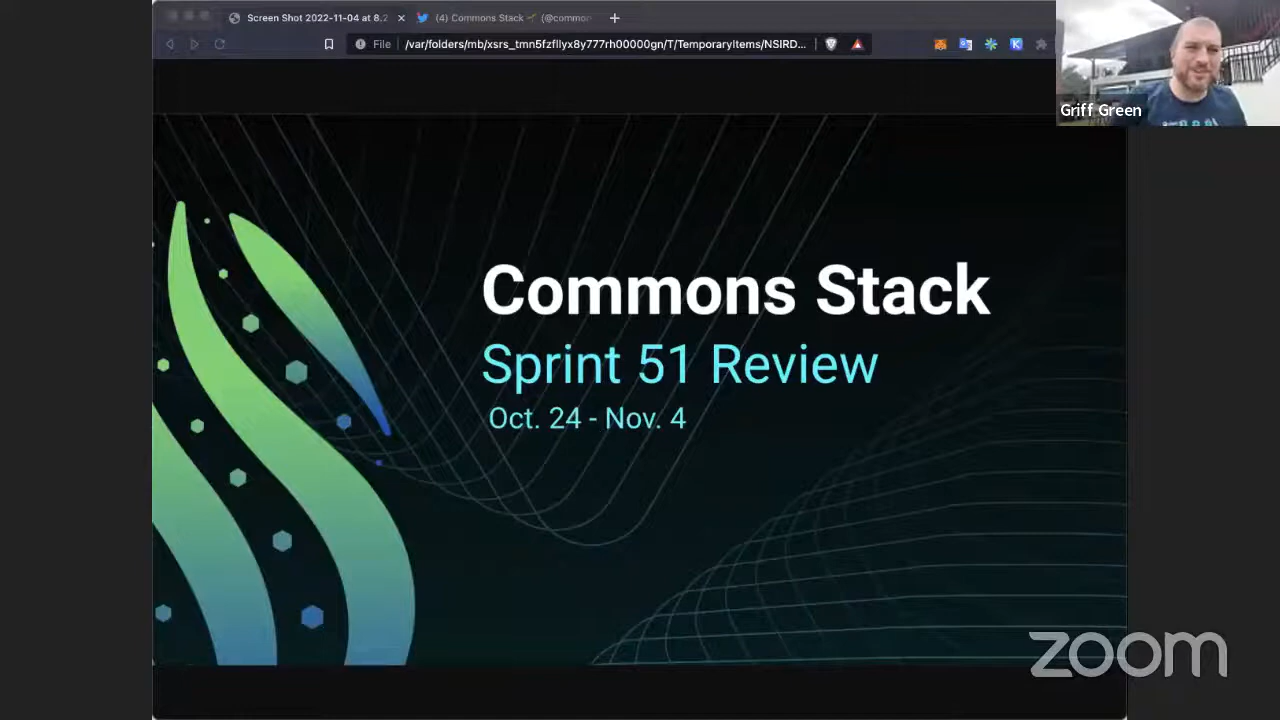 Screen Shot 2022-11-04 at 8.2
(4) Commons Stack
(@common
File
/var/folders/mb/xsrs_tmn5fzfllyx8y777rh00000gn/T/TemporaryItems/NSIRD...
Griff Green
Commons Stack
Sprint 51 Review
Oct. 24 - Nov. 4
zoom